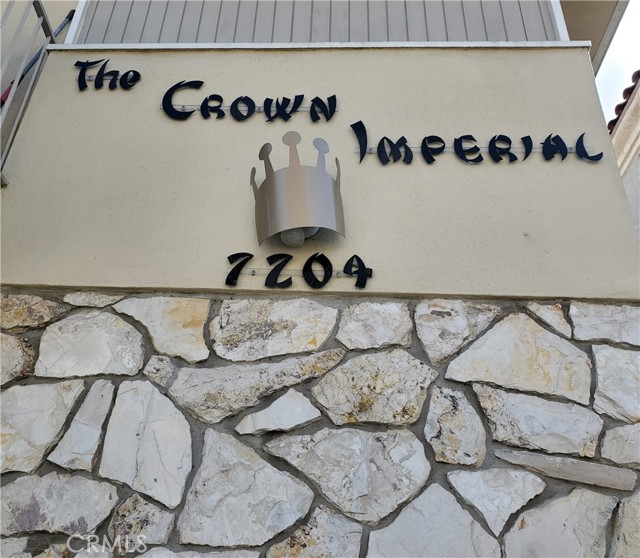 The Crown Imperial
7204
CRMLS